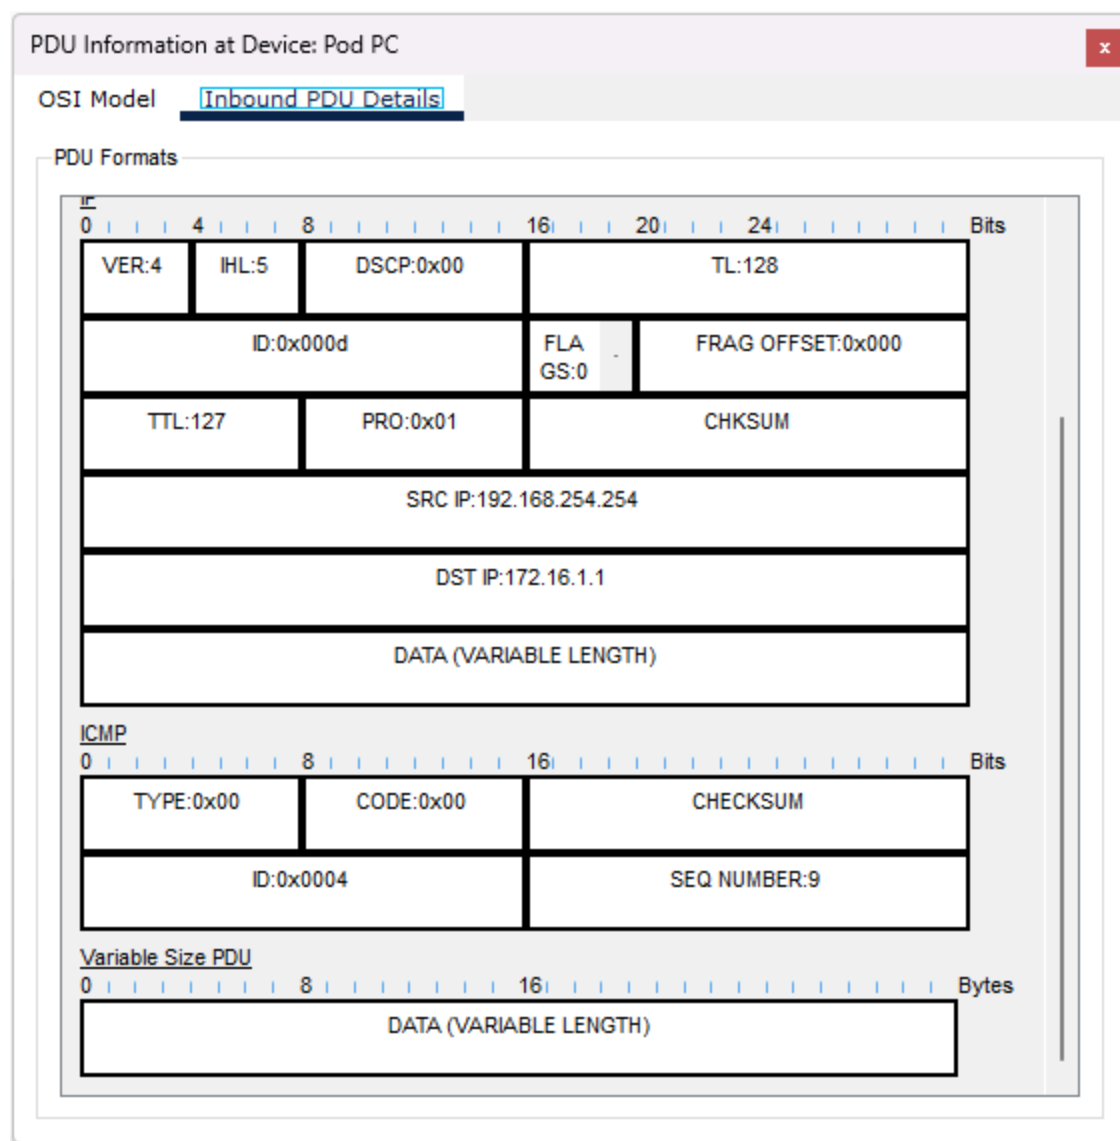 PDU Information at Device: Pod PC
x
OSI Model Inbound PDU Details
PDU Formats
IP
0 4 8 16 20 24 Bits
VER:4 IHL:5 DSCP:0x00 TL:128
ID:0x000d FLA FRAG OFFSET:0x000
GS:0
TTL:127 PRO:0x01 CHKSUM
SRC IP:192.168.254.254
DST IP:172.16.1.1
DATA (VARIABLE LENGTH)
ICMP
0 8 16 Bits
TYPE:0x00 CODE:0x00 CHECKSUM
ID:0x0004 SEQ NUMBER:9
Variable Size PDU
0 8 16 Bytes
DATA (VARIABLE LENGTH)